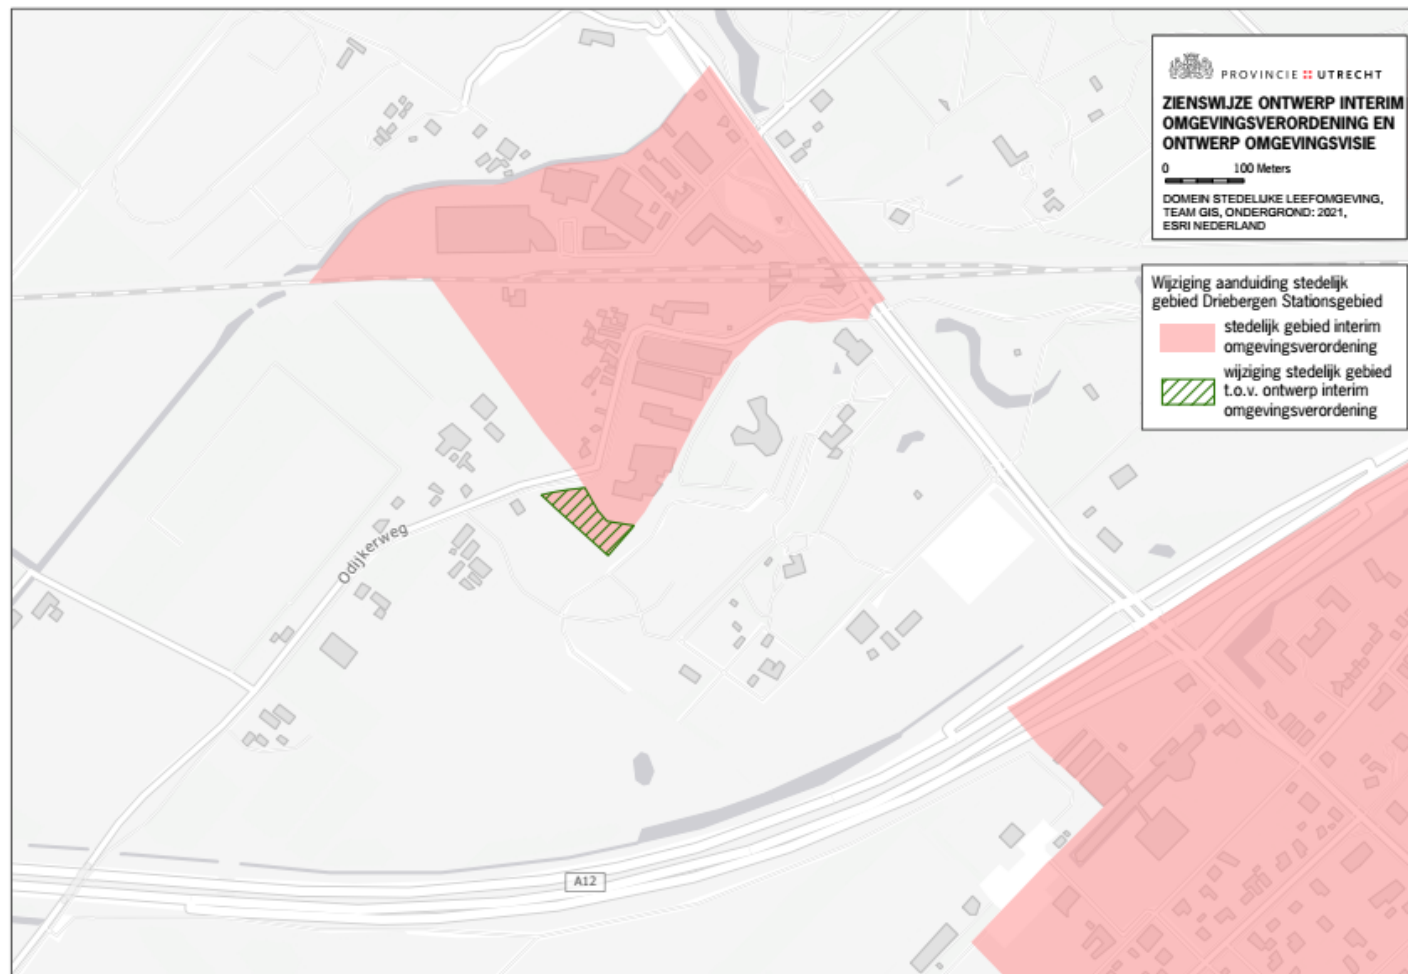 PROVINCIE UTRECHT
ZIENSWIJZE ONTWERP INTERIM
OMGEVINGSVERORDENING EN
ONTWERP OMGEVINGSVISIE
0 100 Meters
DOMEIN STEDELIJKE LEEFOMGEVING,
TEAM GIS, ONDERGROND: 2021,
ESRI NEDERLAND
Wijziging aanduiding stedelijk
gebied Driebergen Stationsgebied
stedelijk gebied interim
omgevingsverordening
wijziging stedelijk gebied
t.o.v. ontwerp interim
omgevingsverordening
Odijkerweg
A12